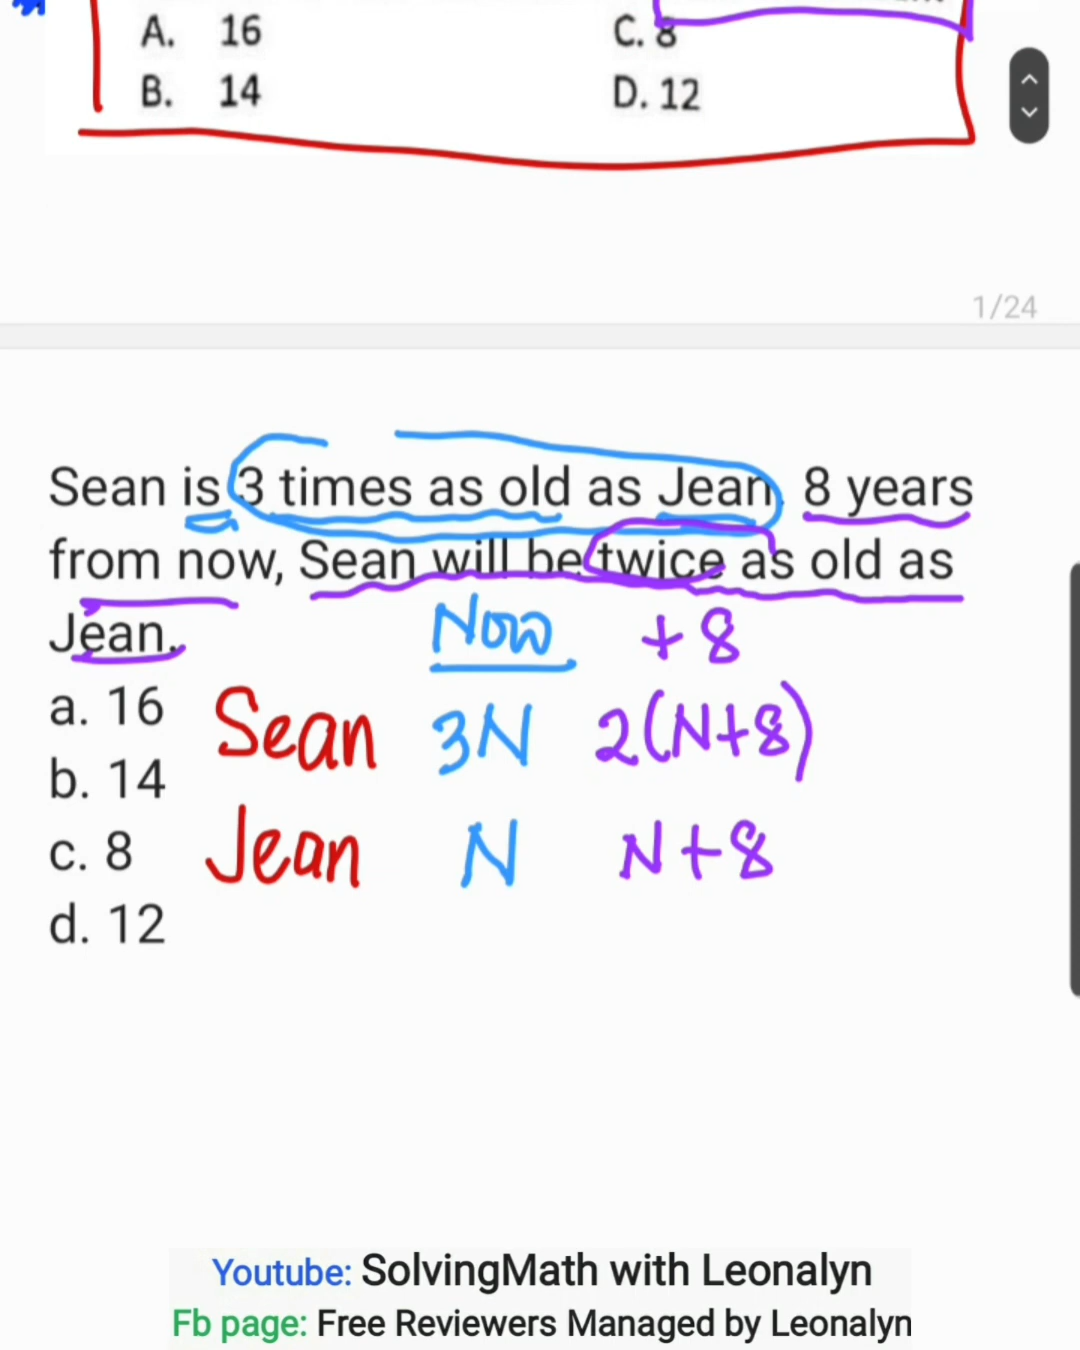 A. 16
C. 8
B. 14
D. 12
1/24
Sean is 3 times as old as Jean. 8 years
from now, Sean will be twice as old as
Jean.
Now +8
a. 16
Sean 3N 2(N+8)
b. 14
c. 8
Jean N N+8
d. 12
Youtube: SolvingMath with Leonalyn
Fb page: Free Reviewers Managed by Leonalyn